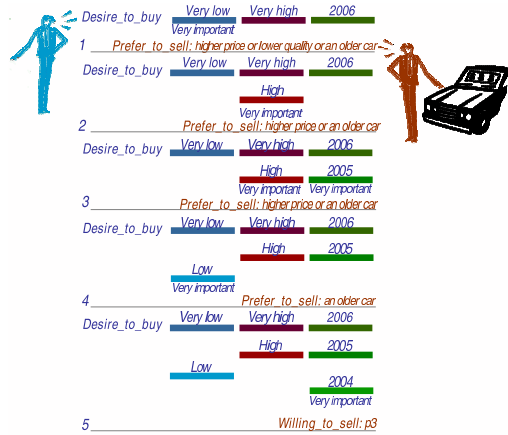 Desire_to_buy Very low Very high 2006
Very important
1 Prefer_to_sell: higher price or lower quality or an older car
Desire_to_buy Very low Very high 2006
High
Very important
2 Prefer_to_sell: higher price or an older car
Desire_to_buy Very low Very high 2006
High 2005
Very important Very important
3 Prefer_to_sell: higher price or an older car
Desire_to_buy Very low Very high 2006
High 2005
Low
Very important
4 Prefer_to_sell: an older car
Desire_to_buy Very low Very high 2006
High 2005
Low
2004
Very important
5 Willing_to_sell: p3